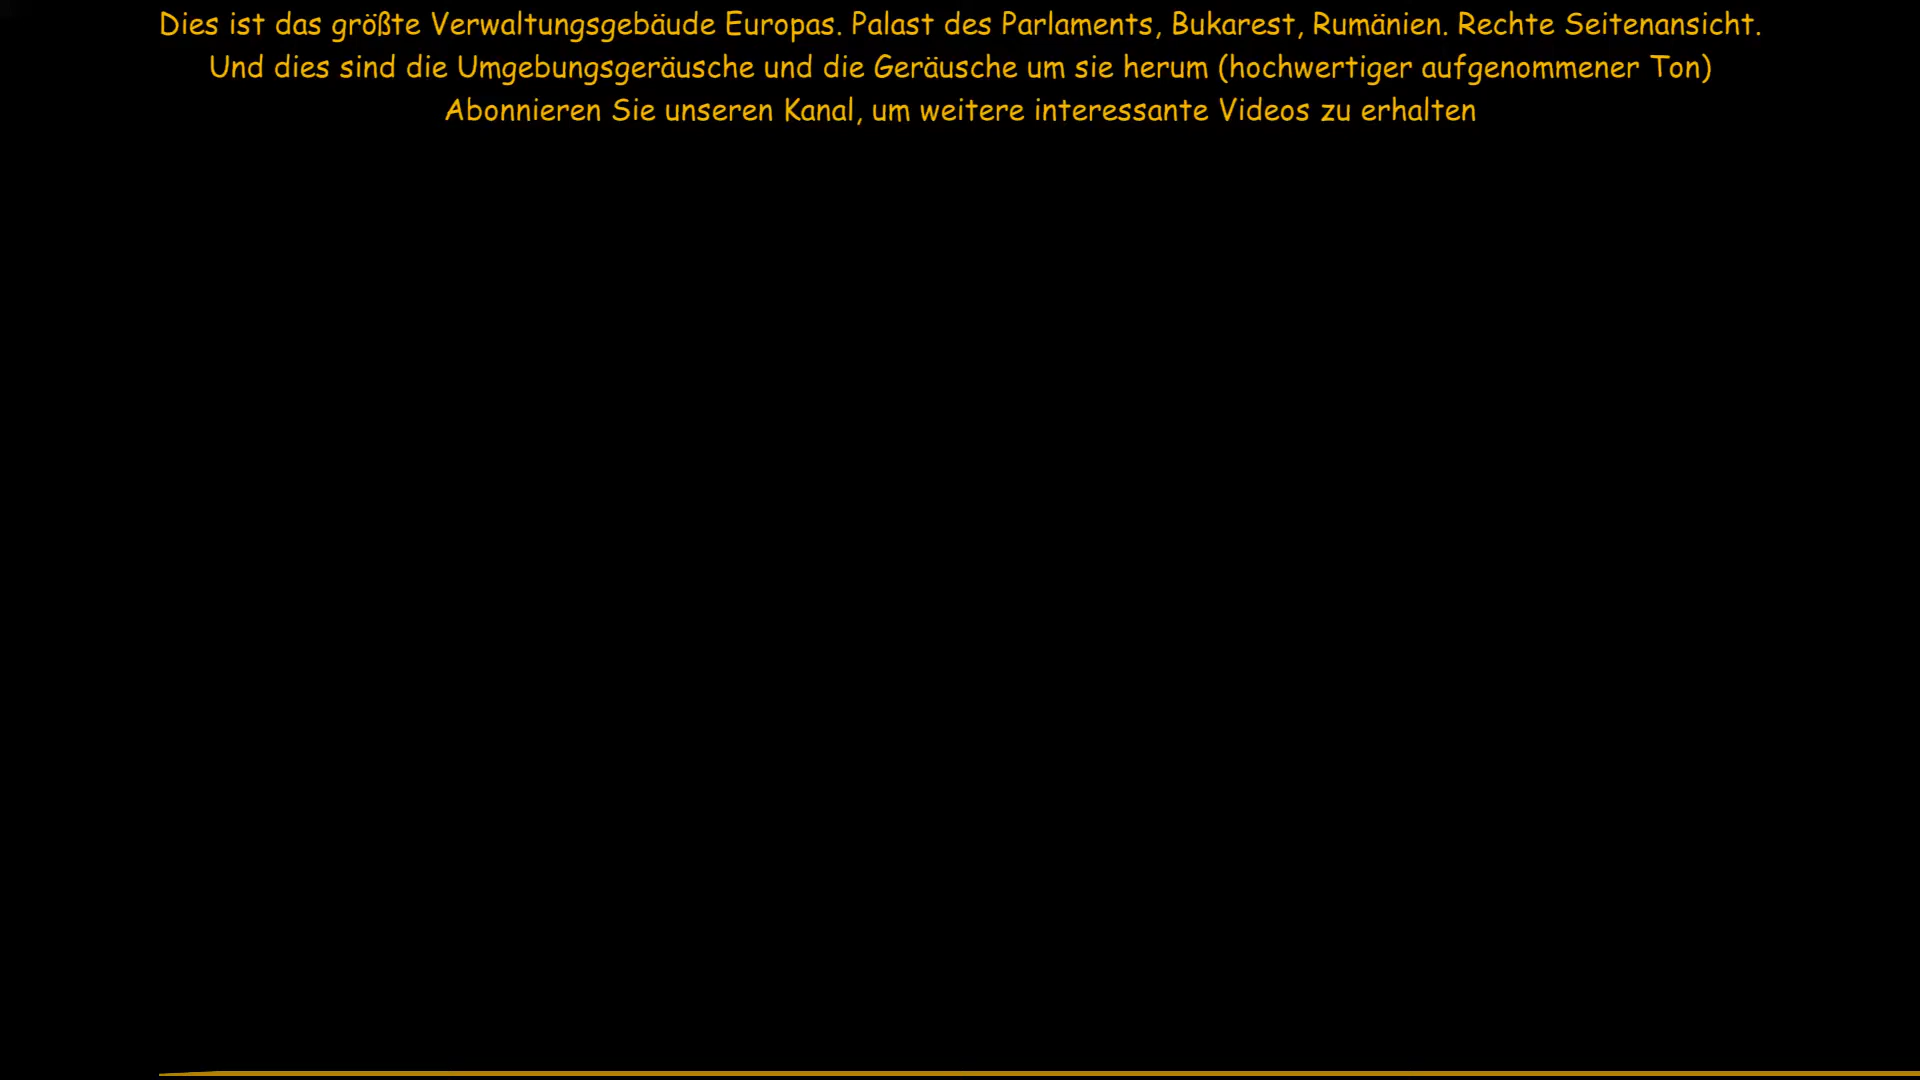 Dies ist das größte Verwaltungsgebäude Europas. Palast des Parlaments, Bukarest, Rumänien. Rechte Seitenansicht.
Und dies sind die Umgebungsgeräusche und die Geräusche um sie herum (hochwertiger aufgenommener Ton)
Abonnieren Sie unseren Kanal, um weitere interessante Videos zu erhalten